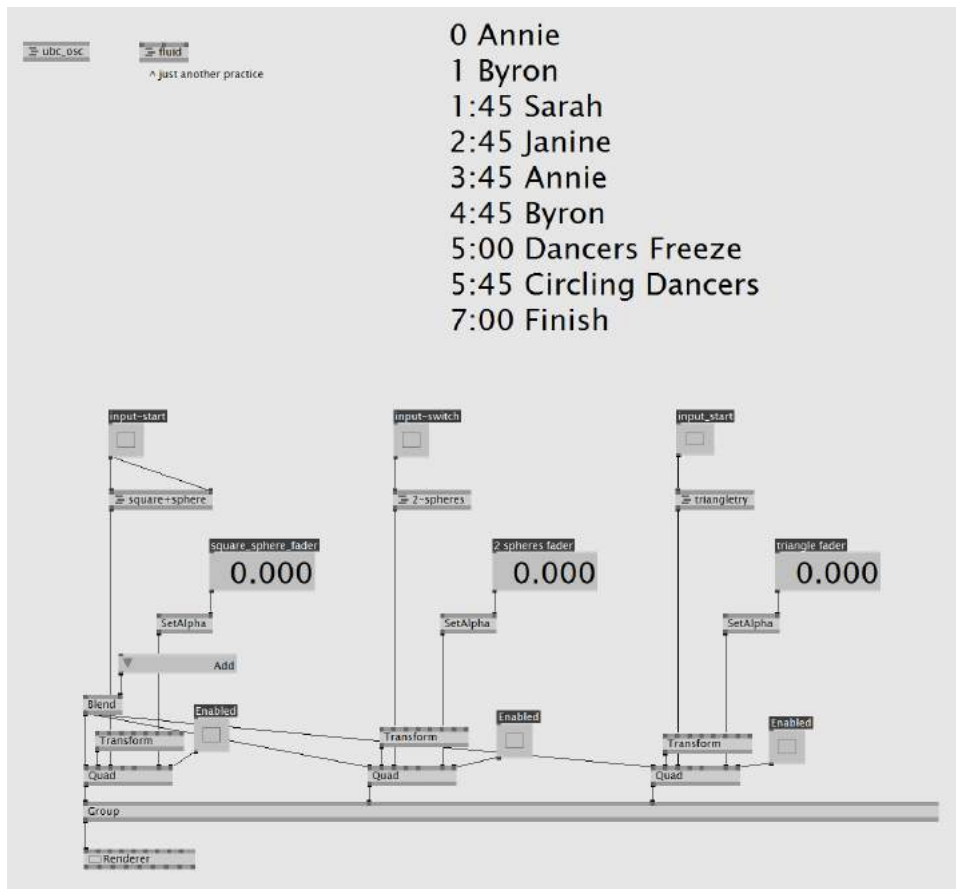 ubc_osc
fluid
^ just another practice
0 Annie
1 Byron
1:45 Sarah
2:45 Janine
3:45 Annie
4:45 Byron
5:00 Dancers Freeze
5:45 Circling Dancers
7:00 Finish
input-start
input-switch
input_start
square+sphere
2-spheres
triangletry
square_sphere_fader
2 spheres fader
triangle fader
0.000
0.000
0.000
SetAlpha
SetAlpha
SetAlpha
Add
Blend
Enabled
Enabled
Enabled
Transform
Transform
Transform
Quad
Quad
Quad
Group
Renderer